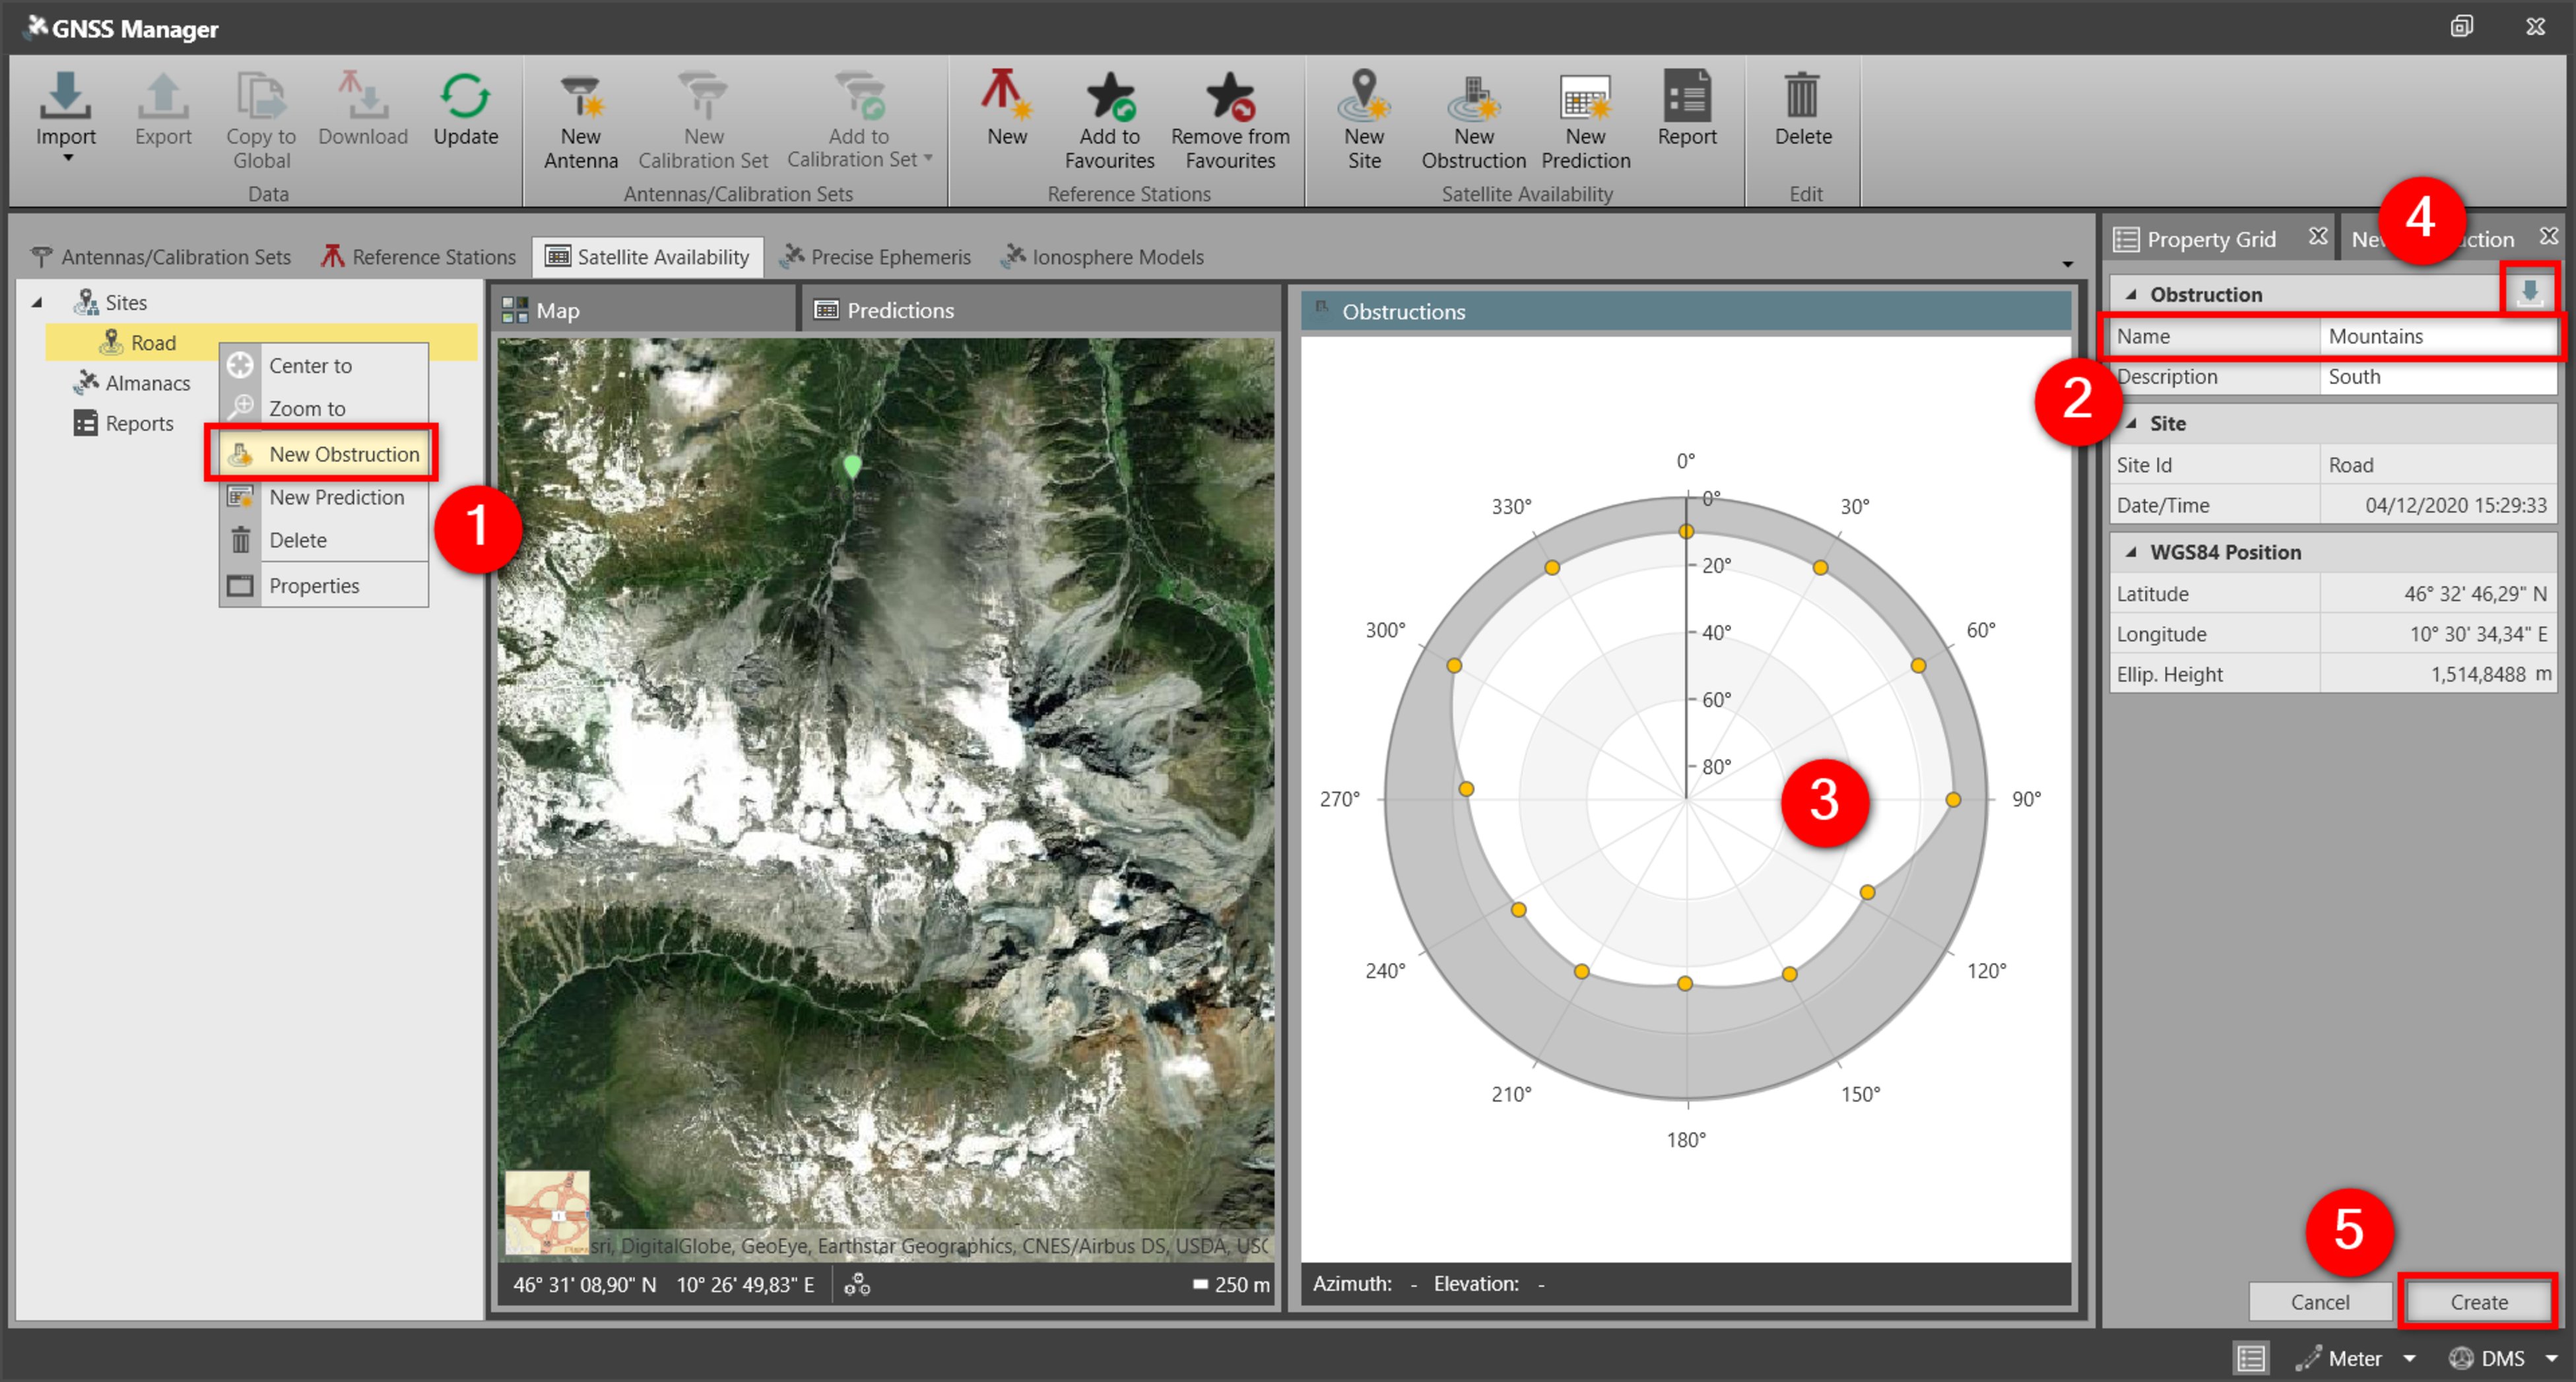 GNSS Manager
Import
Export
Copy to
Global
Download
Update
Data
New
Antenna
New
Calibration Set
Add to
Calibration Set
Antennas/Calibration Sets
New
Add to
Favourites
Remove from
Favourites
Reference Stations
New
Site
New
Obstruction
New
Prediction
Report
Satellite Availability
Delete
Edit
Antennas/Calibration Sets
Reference Stations
Satellite Availability
Precise Ephemeris
Ionosphere Models
Sites
Road
Almanacs
Reports
Center to
Zoom to
New Obstruction
New Prediction
Delete
Properties
1
Map
Predictions
sri, DigitalGlobe, GeoEye, Earthstar Geographics, CNES/Airbus DS, USDA, USG
46° 31' 08,90" N 10° 26' 49,83" E
250 m
Obstructions
0°
30°
60°
90°
120°
150°
180°
210°
240°
270°
300°
330°
0°
20°
40°
60°
80°
3
Azimuth: - Elevation: -
Property Grid
4
ction
Obstruction
Name Mountains
2
Description South
Site
Site Id Road
Date/Time 04/12/2020 15:29:33
WGS84 Position
Latitude 46° 32' 46,29" N
Longitude 10° 30' 34,34" E
Ellip. Height 1,514,8488 m
5
Cancel
Create
Meter
DMS